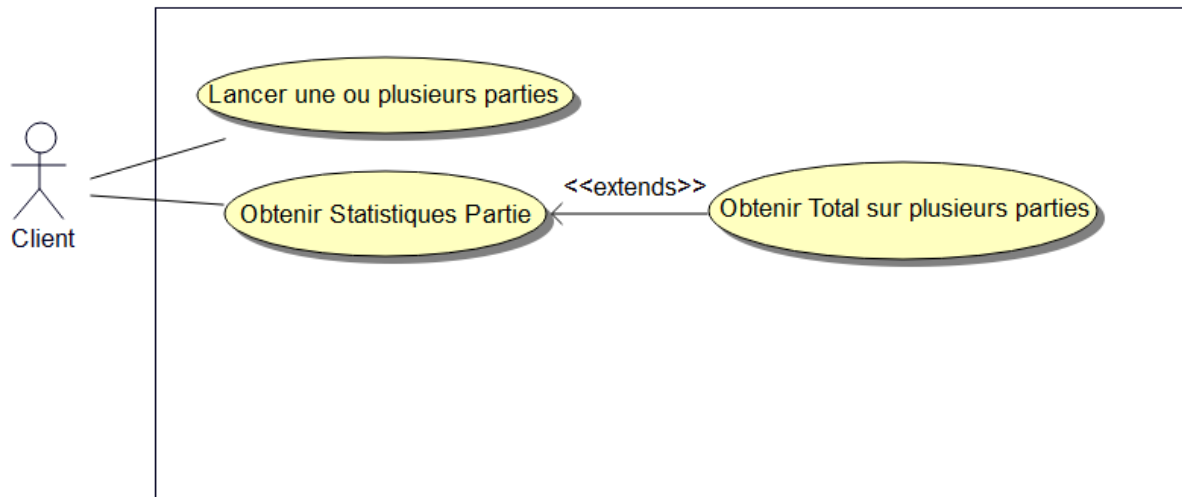 Lancer une ou plusieurs parties
<<extends>>
Obtenir Statistiques Partie
Obtenir Total sur plusieurs parties
Client